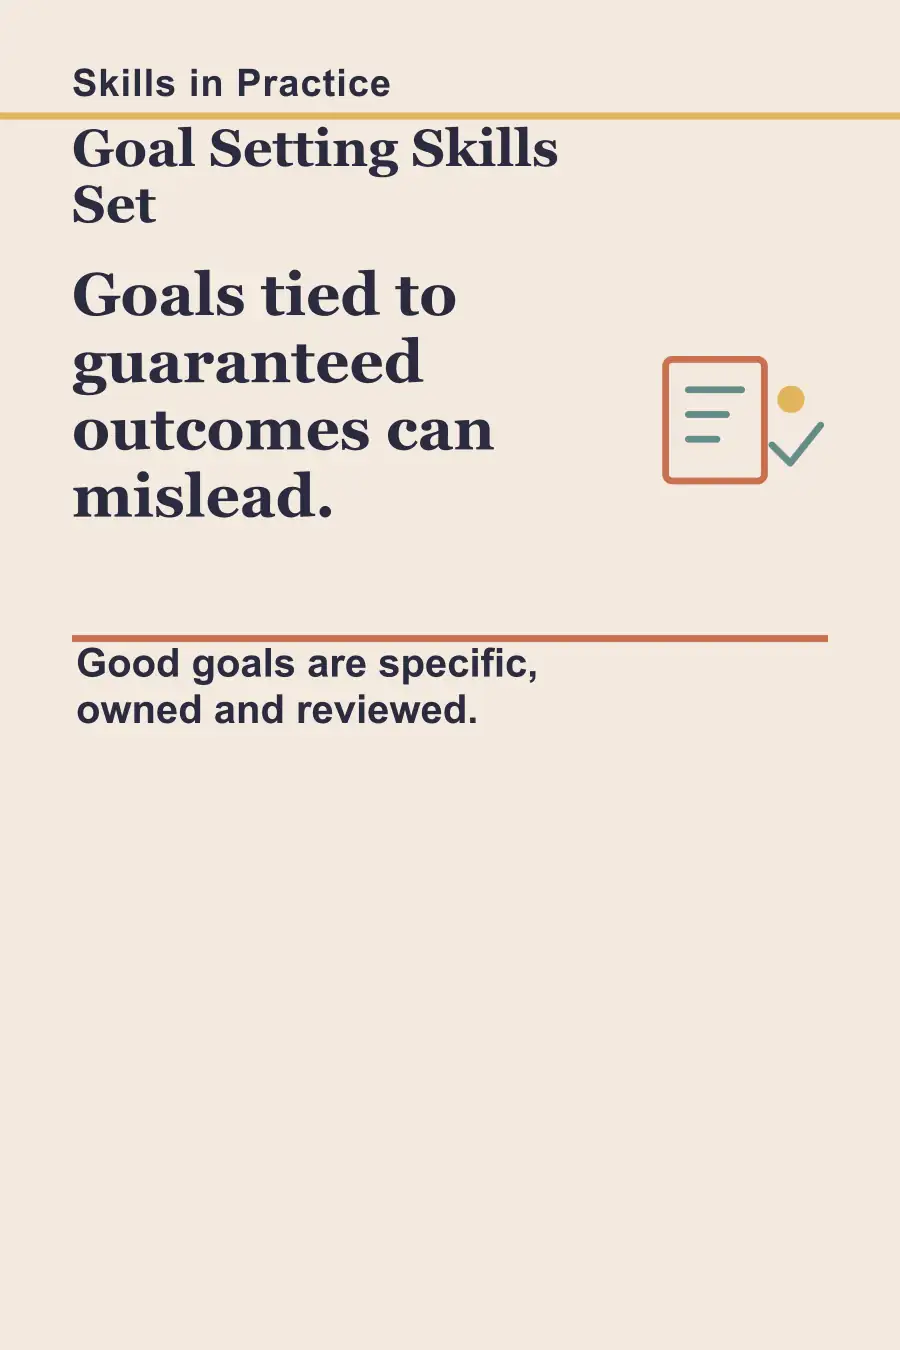 Skills in Practice
Goal Setting Skills
Set
Goals tied to
guaranteed
outcomes can
mislead.
Good goals are specific,
owned and reviewed.